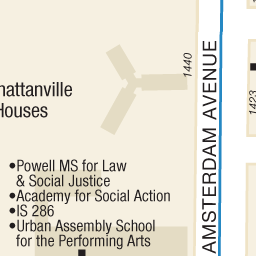 1440
hattanville
Houses
AMSTERDAM AVENUE
1423
•Powell MS for Law
& Social Justice
•Academy for Social Action
•IS 286
•Urban Assembly School
for the Performing Arts